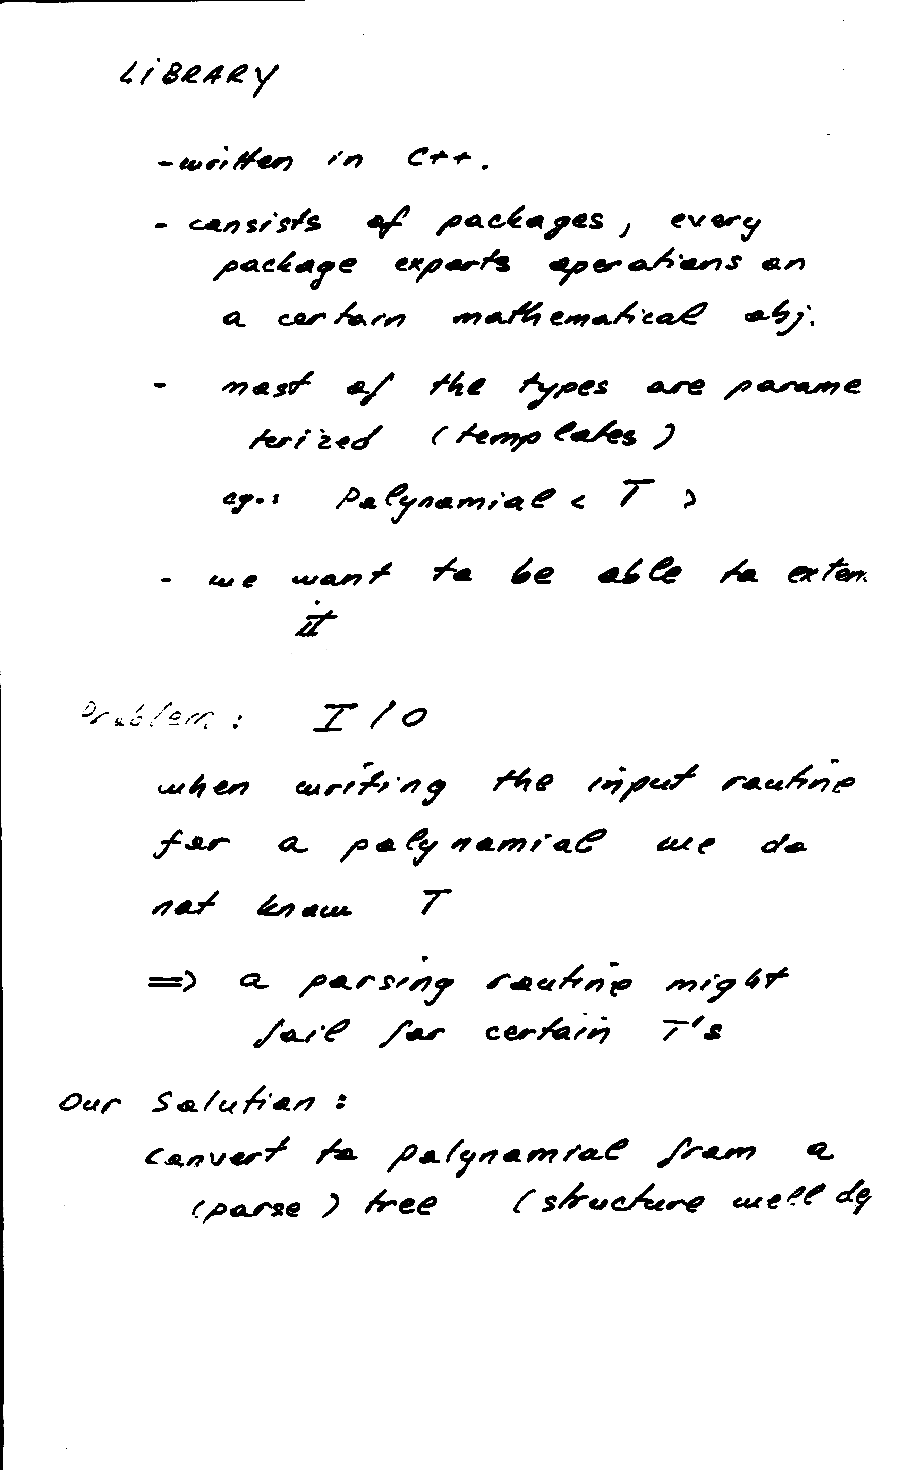 LIBRARY
- written in C++.
- consists of packages, every
package exports operations on
a certain mathematical obj.
- most of the types are parame
terized (templates)
eg.: Polynomial < T >
- we want to be able to exten
it
Problem: I/O
when writing the input routine
for a polynomial we do
not know T
=> a parsing routine might
fail for certain T's
Our Solution:
convert to polynomial from a
(parse) tree (structure well de